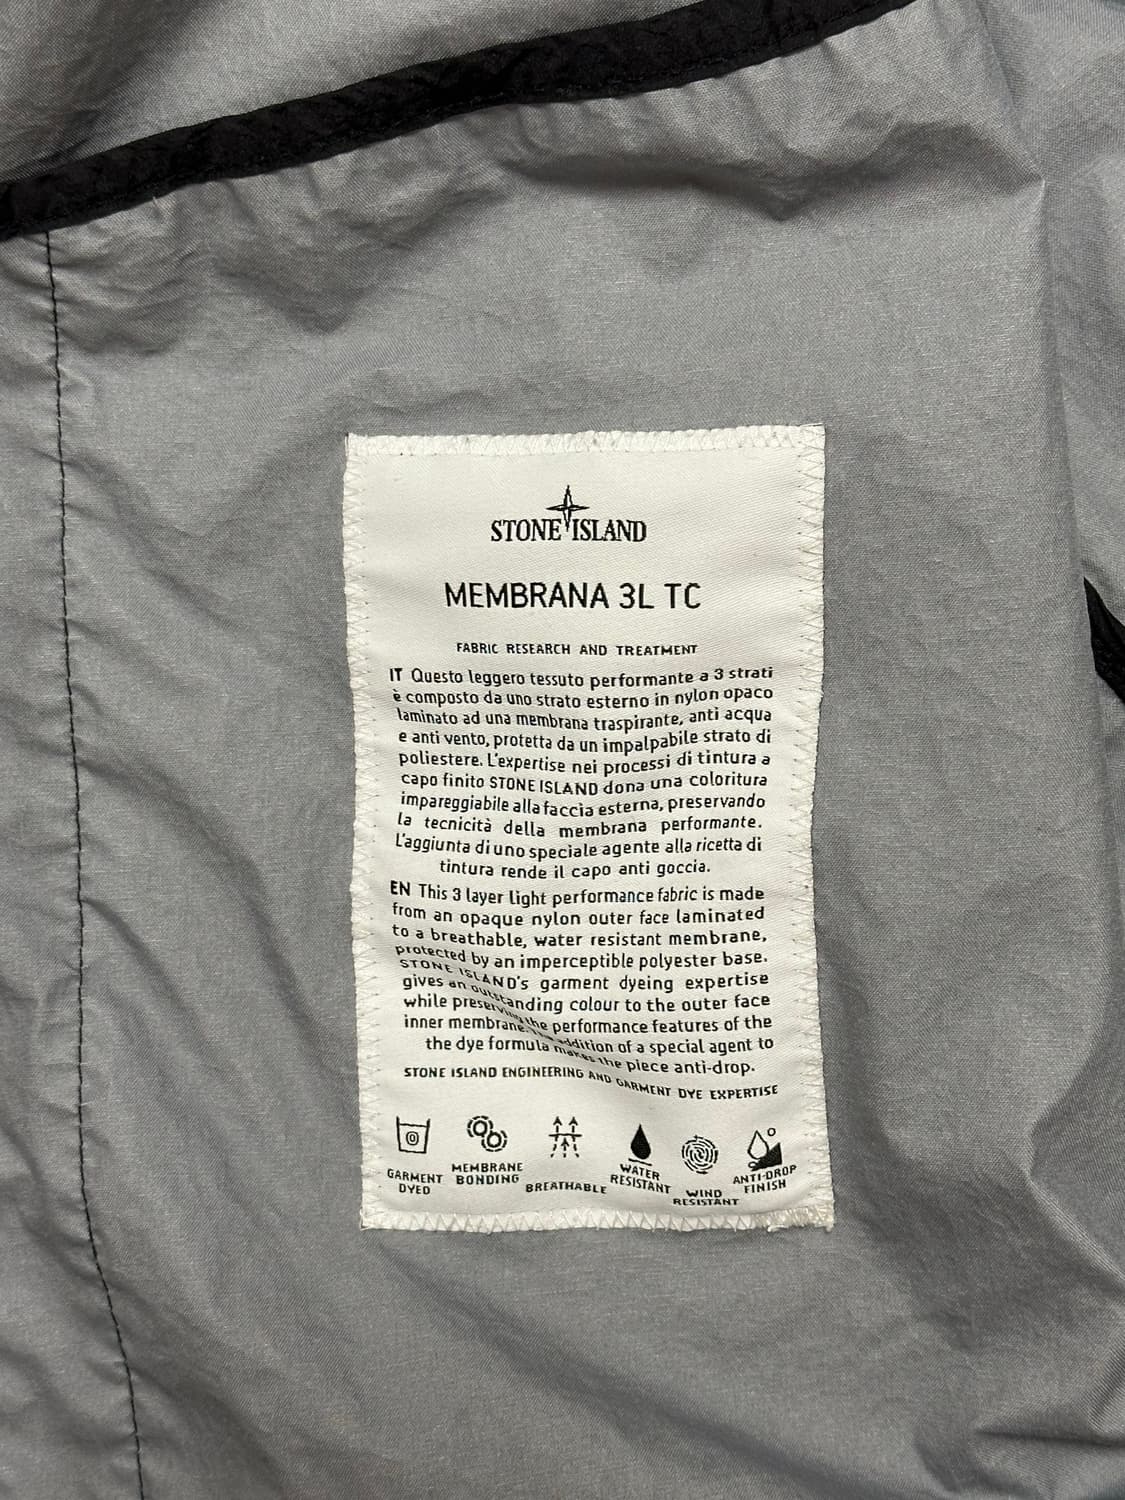 STONE ISLAND
MEMBRANA 3L TC
FABRIC RESEARCH AND TREATMENT
IT Questo leggero tessuto performante a 3 strati
è composto da uno strato esterno in nylon opaco
laminato ad una membrana traspirante, anti acqua
e anti vento, protetta da un impalpabile strato di
poliestere. L'expertise nei processi di tintura a
capo finito STONE ISLAND dona una coloritura
impareggiabile alla faccia esterna, preservando
la tecnicità della membrana performante.
L'aggiunta di uno speciale agente alla ricetta di
tintura rende il capo anti goccia.
EN This 3 layer light performance fabric is made
from an opaque nylon outer face laminated
to a breathable, water resistant membrane,
protected by an imperceptible polyester base.
STONE ISLAND's garment dyeing expertise
gives an outstanding colour to the outer face
while preserving the performance features of the
inner membrane. The addition of a special agent to
the dye formula makes the piece anti-drop.
STONE ISLAND ENGINEERING AND GARMENT DYE EXPERTISE
GARMENT
DYED
MEMBRANE
BONDING
BREATHABLE
WATER
RESISTANT
WIND
RESISTANT
ANTI-DROP
FINISH